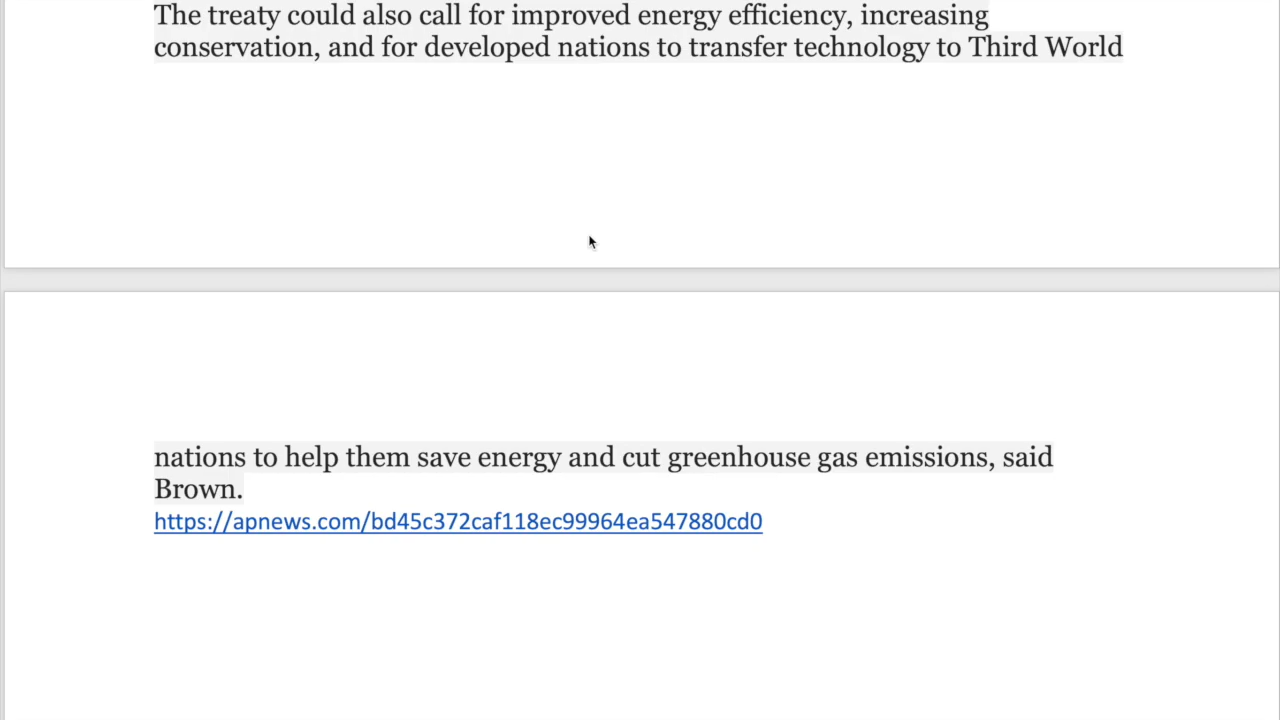 The treaty could also call for improved energy efficiency, increasing
conservation, and for developed nations to transfer technology to Third World
nations to help them save energy and cut greenhouse gas emissions, said
Brown.
https://apnews.com/bd45c372caf118ec99964ea547880cd0